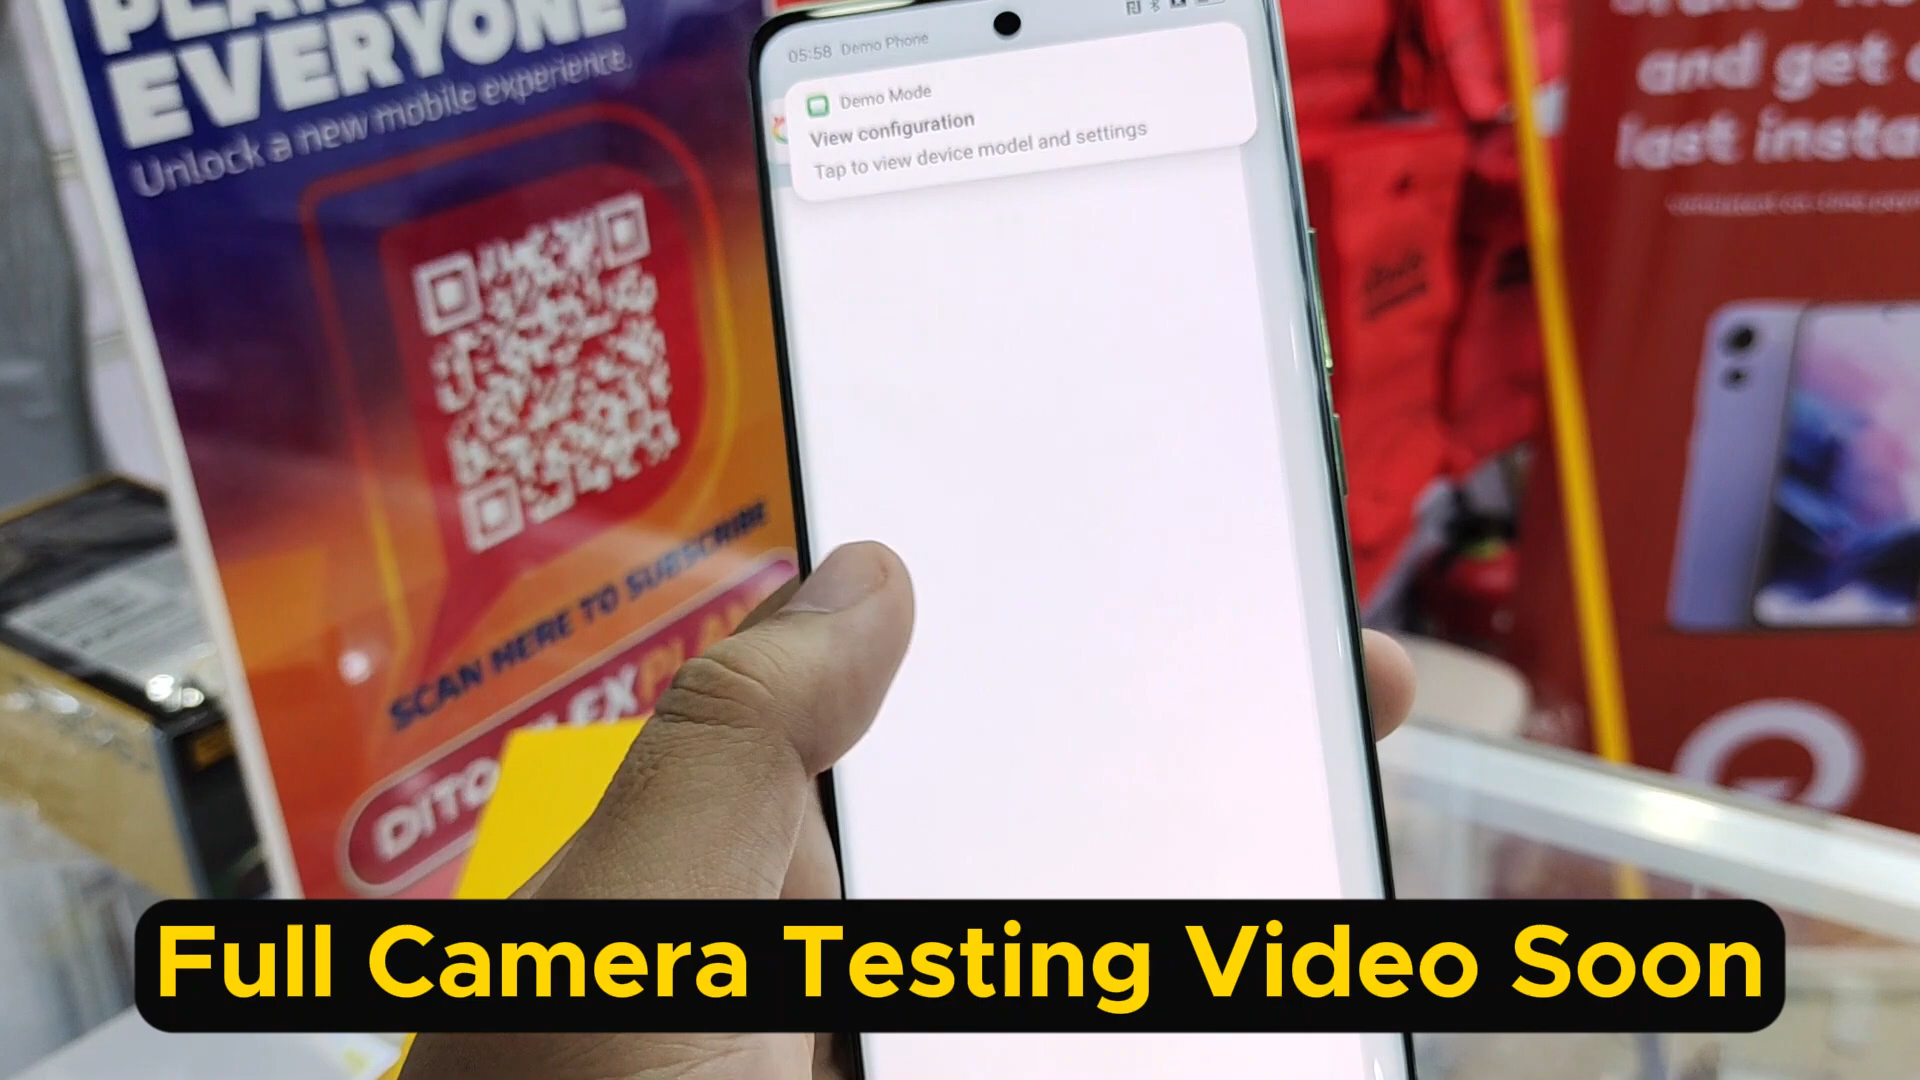 EVERYONE
Unlock a new mobile experience.
SCAN HERE TO SUBSCRIBE
DITO
05:58 Demo Phone
Demo Mode
View configuration
Tap to view device model and settings
and get
last insta
Full Camera Testing Video Soon